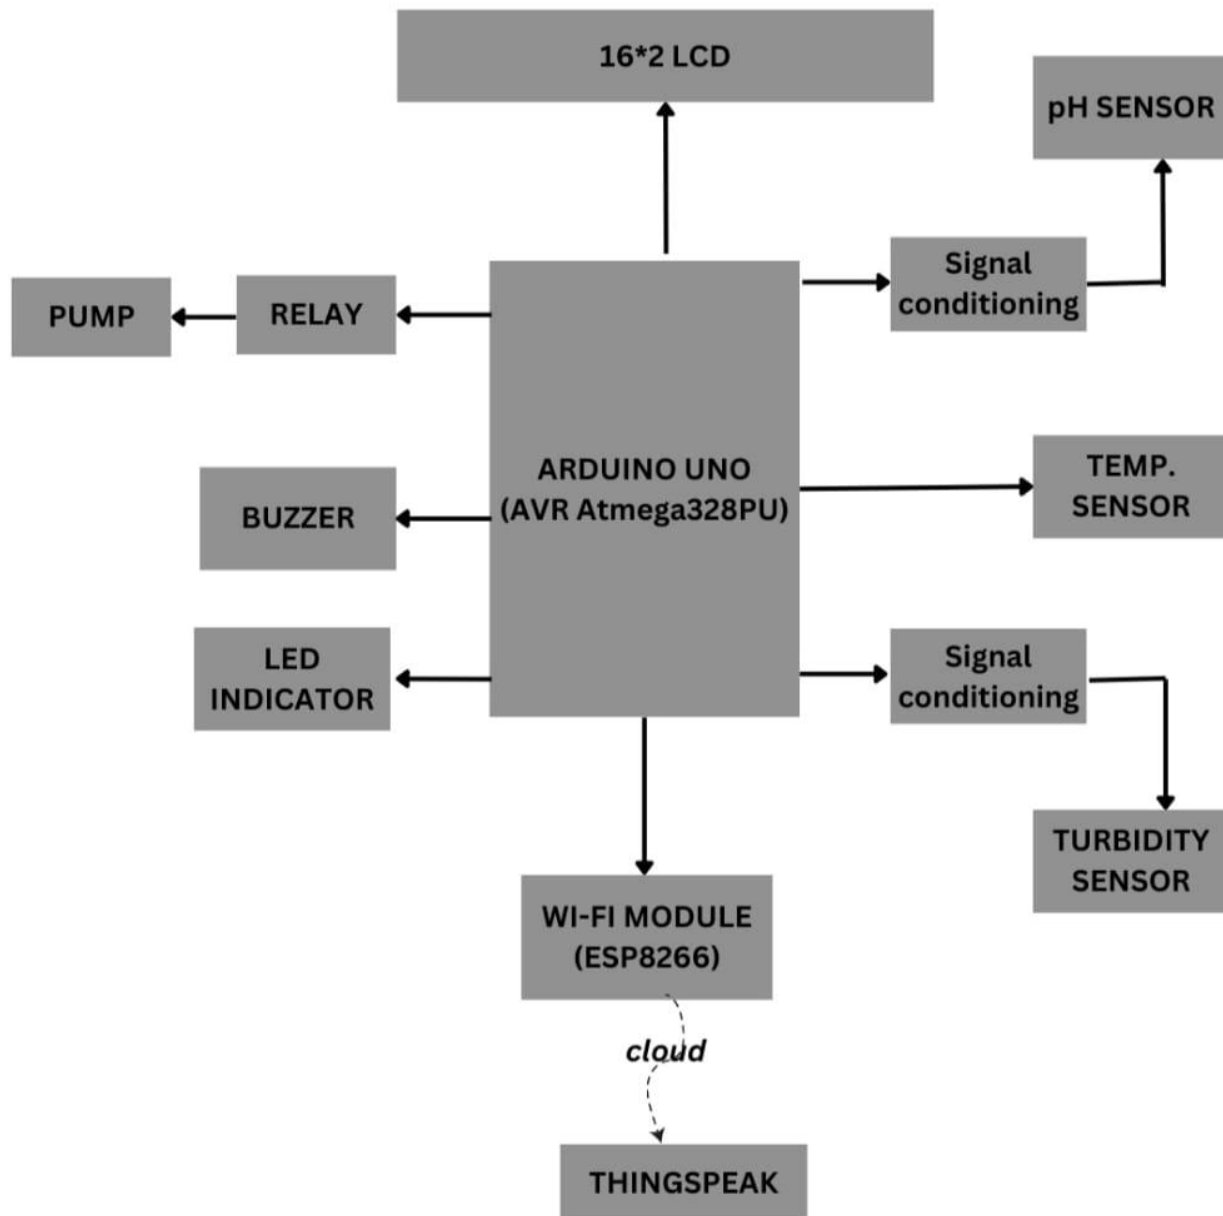 16*2 LCD
pH SENSOR
Signal
conditioning
PUMP
RELAY
ARDUINO UNO
(AVR Atmega328PU)
TEMP.
SENSOR
BUZZER
LED
INDICATOR
Signal
conditioning
TURBIDITY
SENSOR
WI-FI MODULE
(ESP8266)
cloud
THINGSPEAK